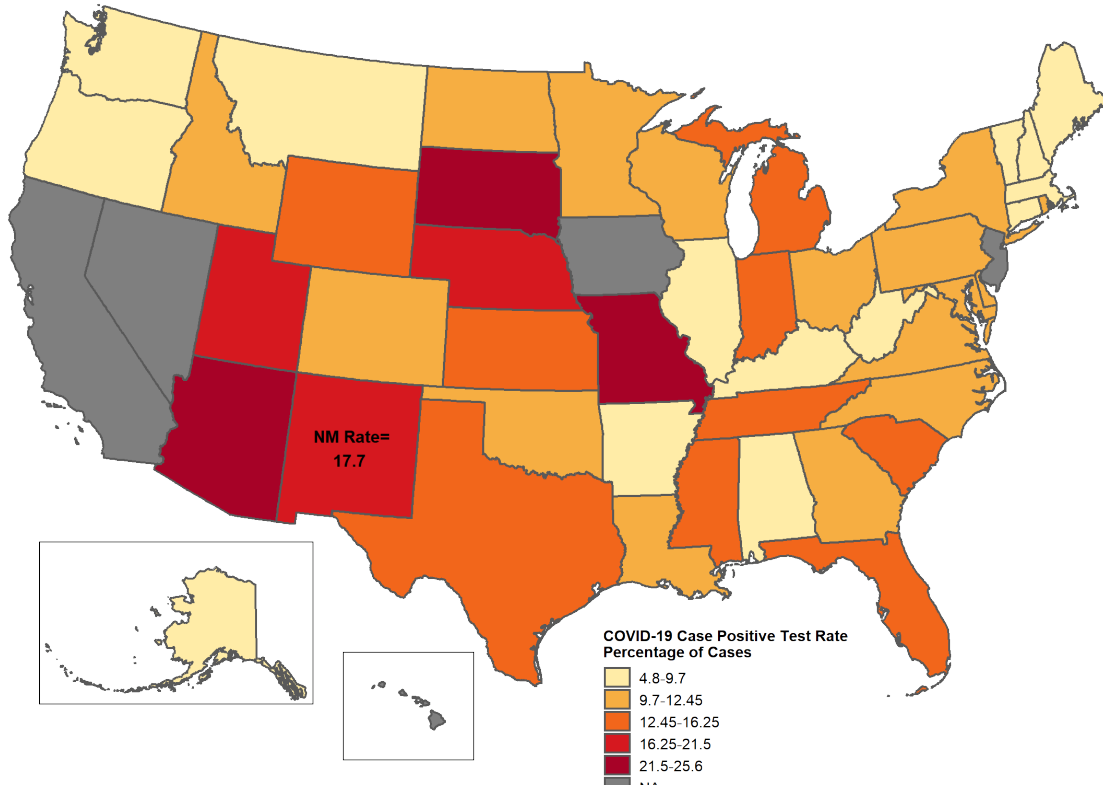 NM Rate=
17.7
COVID-19 Case Positive Test Rate
Percentage of Cases
4.8-9.7
9.7-12.45
12.45-16.25
16.25-21.5
21.5-25.6